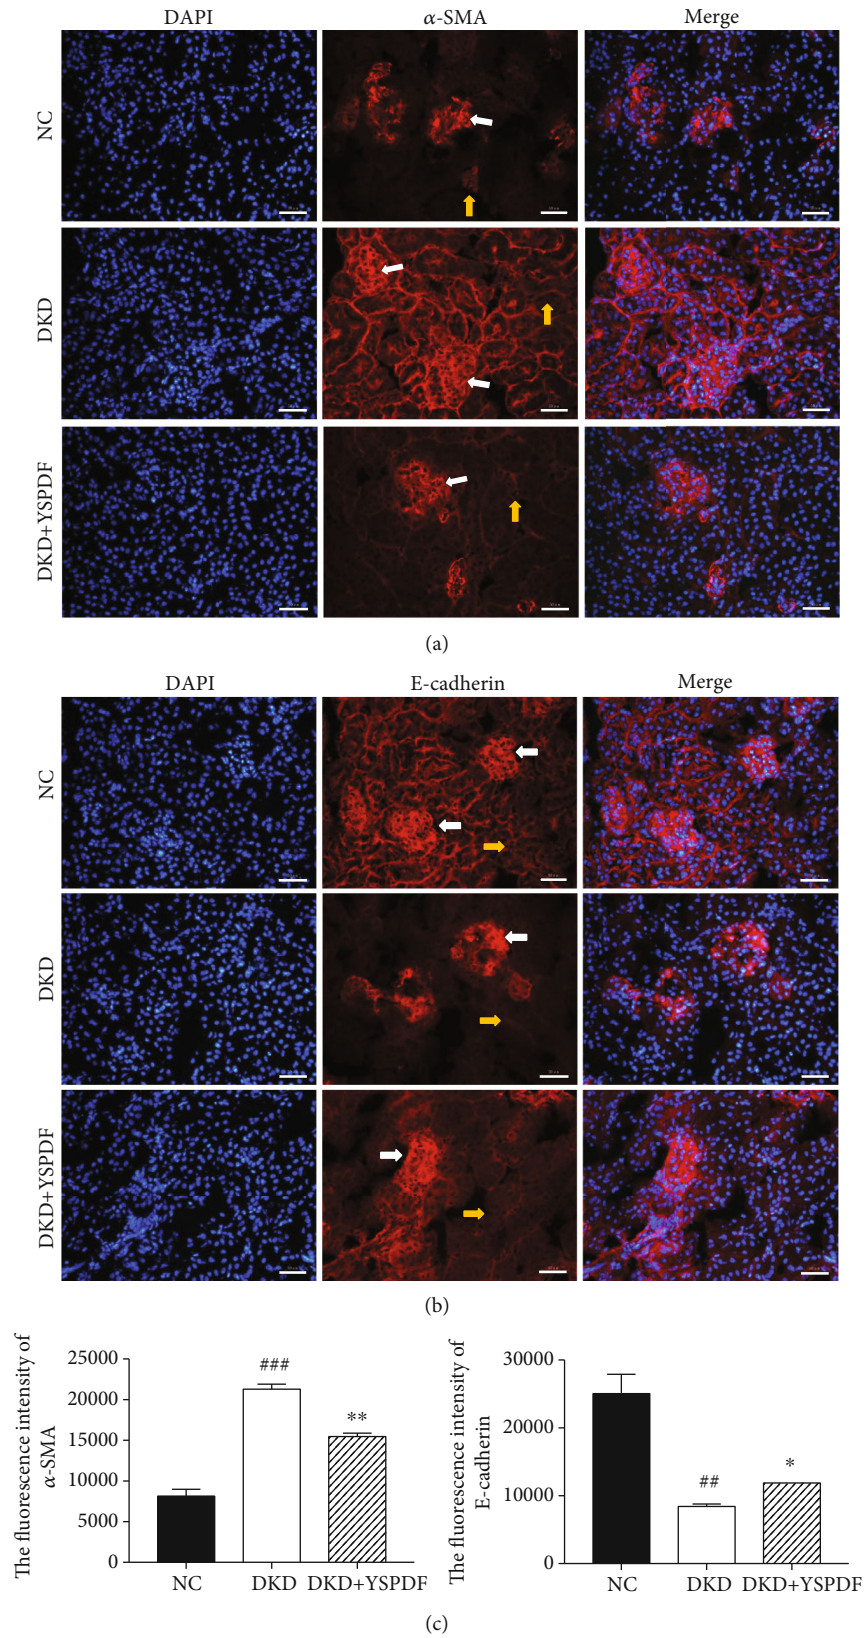 DAPI α-SMA Merge
NC
DKD
DKD+YSPDF
(a)
DAPI E-cadherin Merge
NC
DKD
DKD+YSPDF
(b)
The fluorescence intensity of
α-SMA
25000
20000
15000
10000
5000
0
###
**
NC DKD DKD+YSPDF
The fluorescence intensity of
E-cadherin
30000
20000
10000
0
##
*
NC DKD DKD+YSPDF
(c)